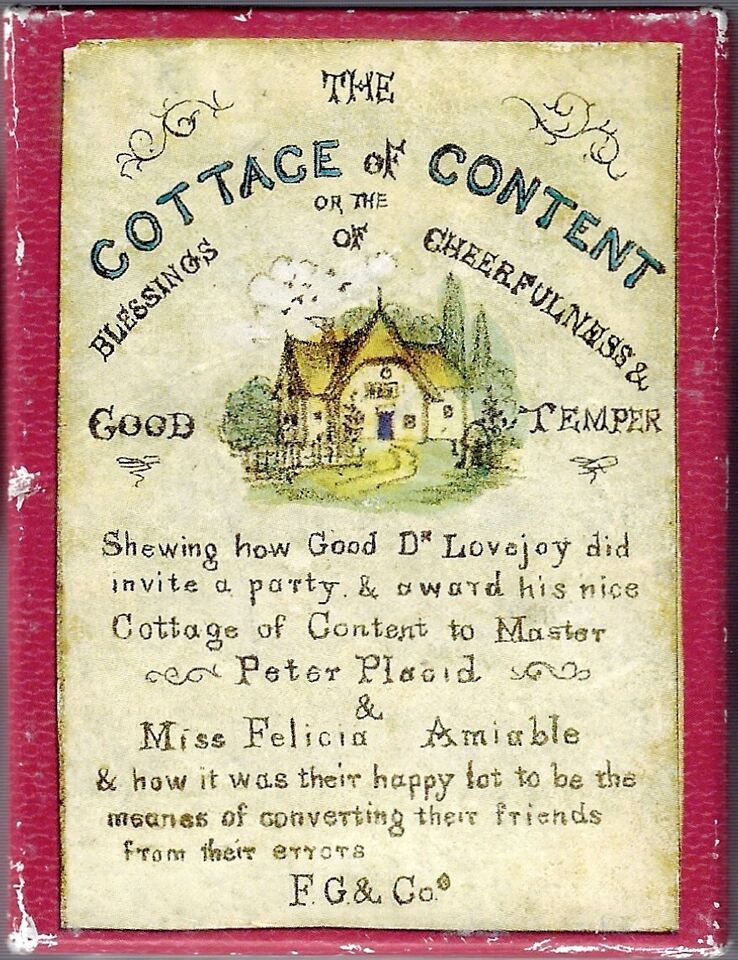 THE
COTTAGE OF CONTENT
OR THE
BLESSINGS OF CHEERFULNESS &
GOOD TEMPER
Shewing how Good Dr Lovejoy did
invite a party. & award his nice
Cottage of Content to Master
Peter Placid
&
Miss Felicia Amiable
& how it was their happy lot to be the
means of converting their friends
from their errors
F. G & Co.